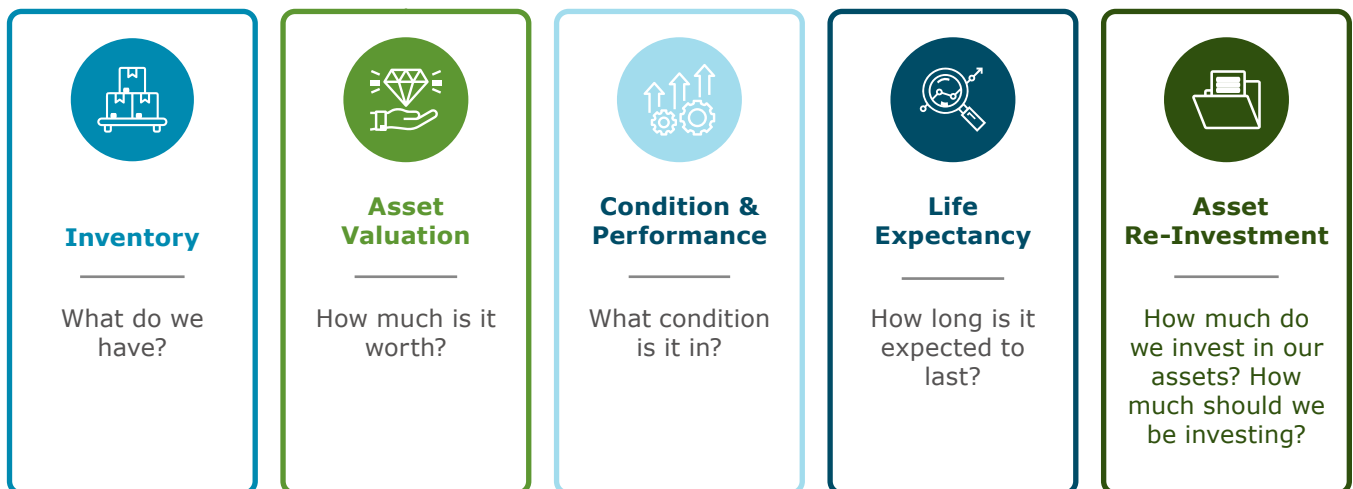 Inventory
What do we
have?
Asset
Valuation
How much is it
worth?
Condition &
Performance
What condition
is it in?
Life
Expectancy
How long is it
expected to
last?
Asset
Re-Investment
How much do
we invest in our
assets? How
much should we
be investing?